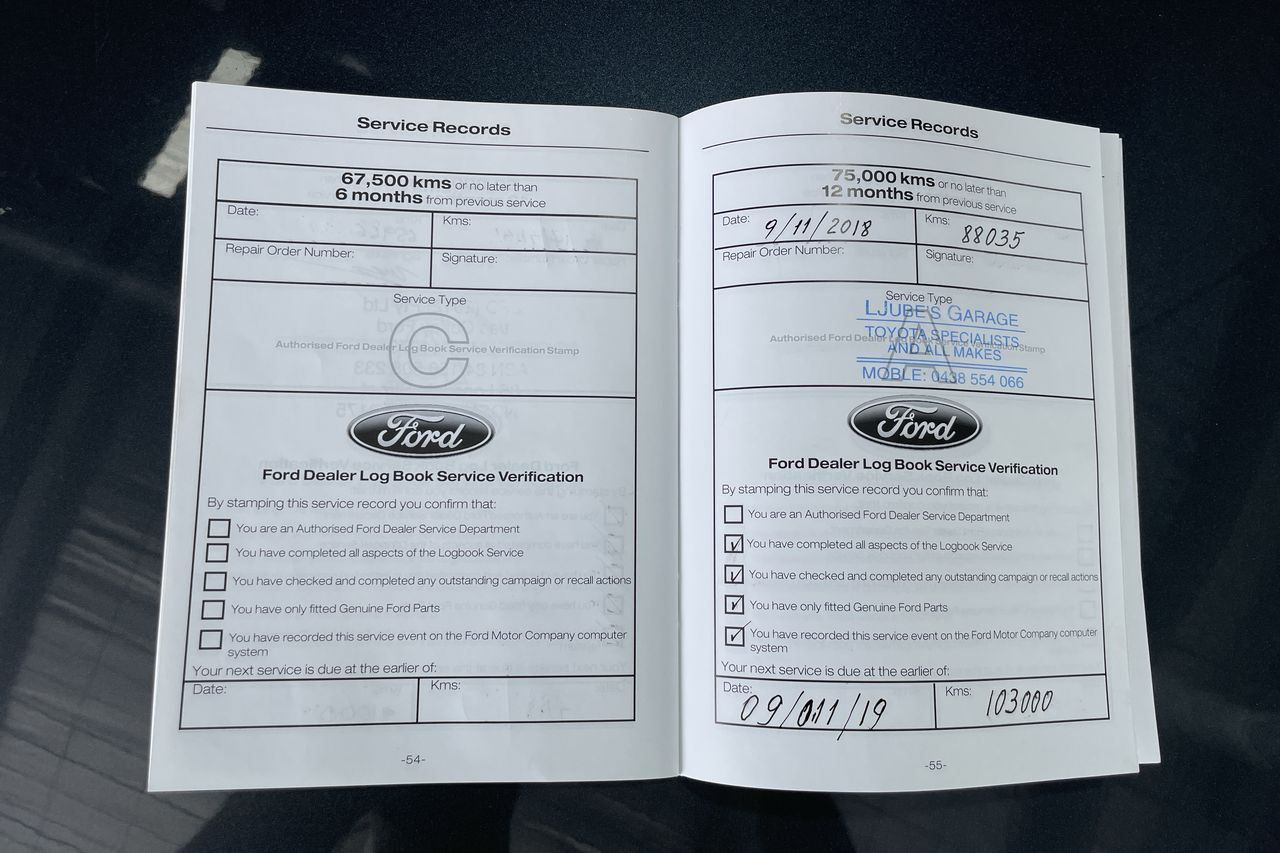 Service Records
67,500 kms or no later than
6 months from previous service
Date:
Kms:
Repair Order Number:
Signature:
Service Type
C
Authorised Ford Dealer Log Book Service Verification Stamp
Ford
Ford Dealer Log Book Service Verification
By stamping this service record you confirm that:
You are an Authorised Ford Dealer Service Department
You have completed all aspects of the Logbook Service
You have checked and completed any outstanding campaign or recall actions
You have only fitted Genuine Ford Parts
You have recorded this service event on the Ford Motor Company computer
system
Your next service is due at the earlier of:
Date:
Kms:
-54-
Service Records
75,000 kms or no later than
12 months from previous service
Date: 9/11/2018
Kms: 88035
Repair Order Number:
Signature:
Service Type
A
LJUBE'S GARAGE
TOYOTA SPECIALISTS
Authorised Ford Dealer Log Book Service Verification Stamp
AND ALL MAKES
MOBLE: 0438 554 066
Ford
Ford Dealer Log Book Service Verification
By stamping this service record you confirm that:
You are an Authorised Ford Dealer Service Department
You have completed all aspects of the Logbook Service
You have checked and completed any outstanding campaign or recall actions
You have only fitted Genuine Ford Parts
You have recorded this service event on the Ford Motor Company computer
system
Your next service is due at the earlier of:
Date: 09/011/19
Kms: 103000
-55-